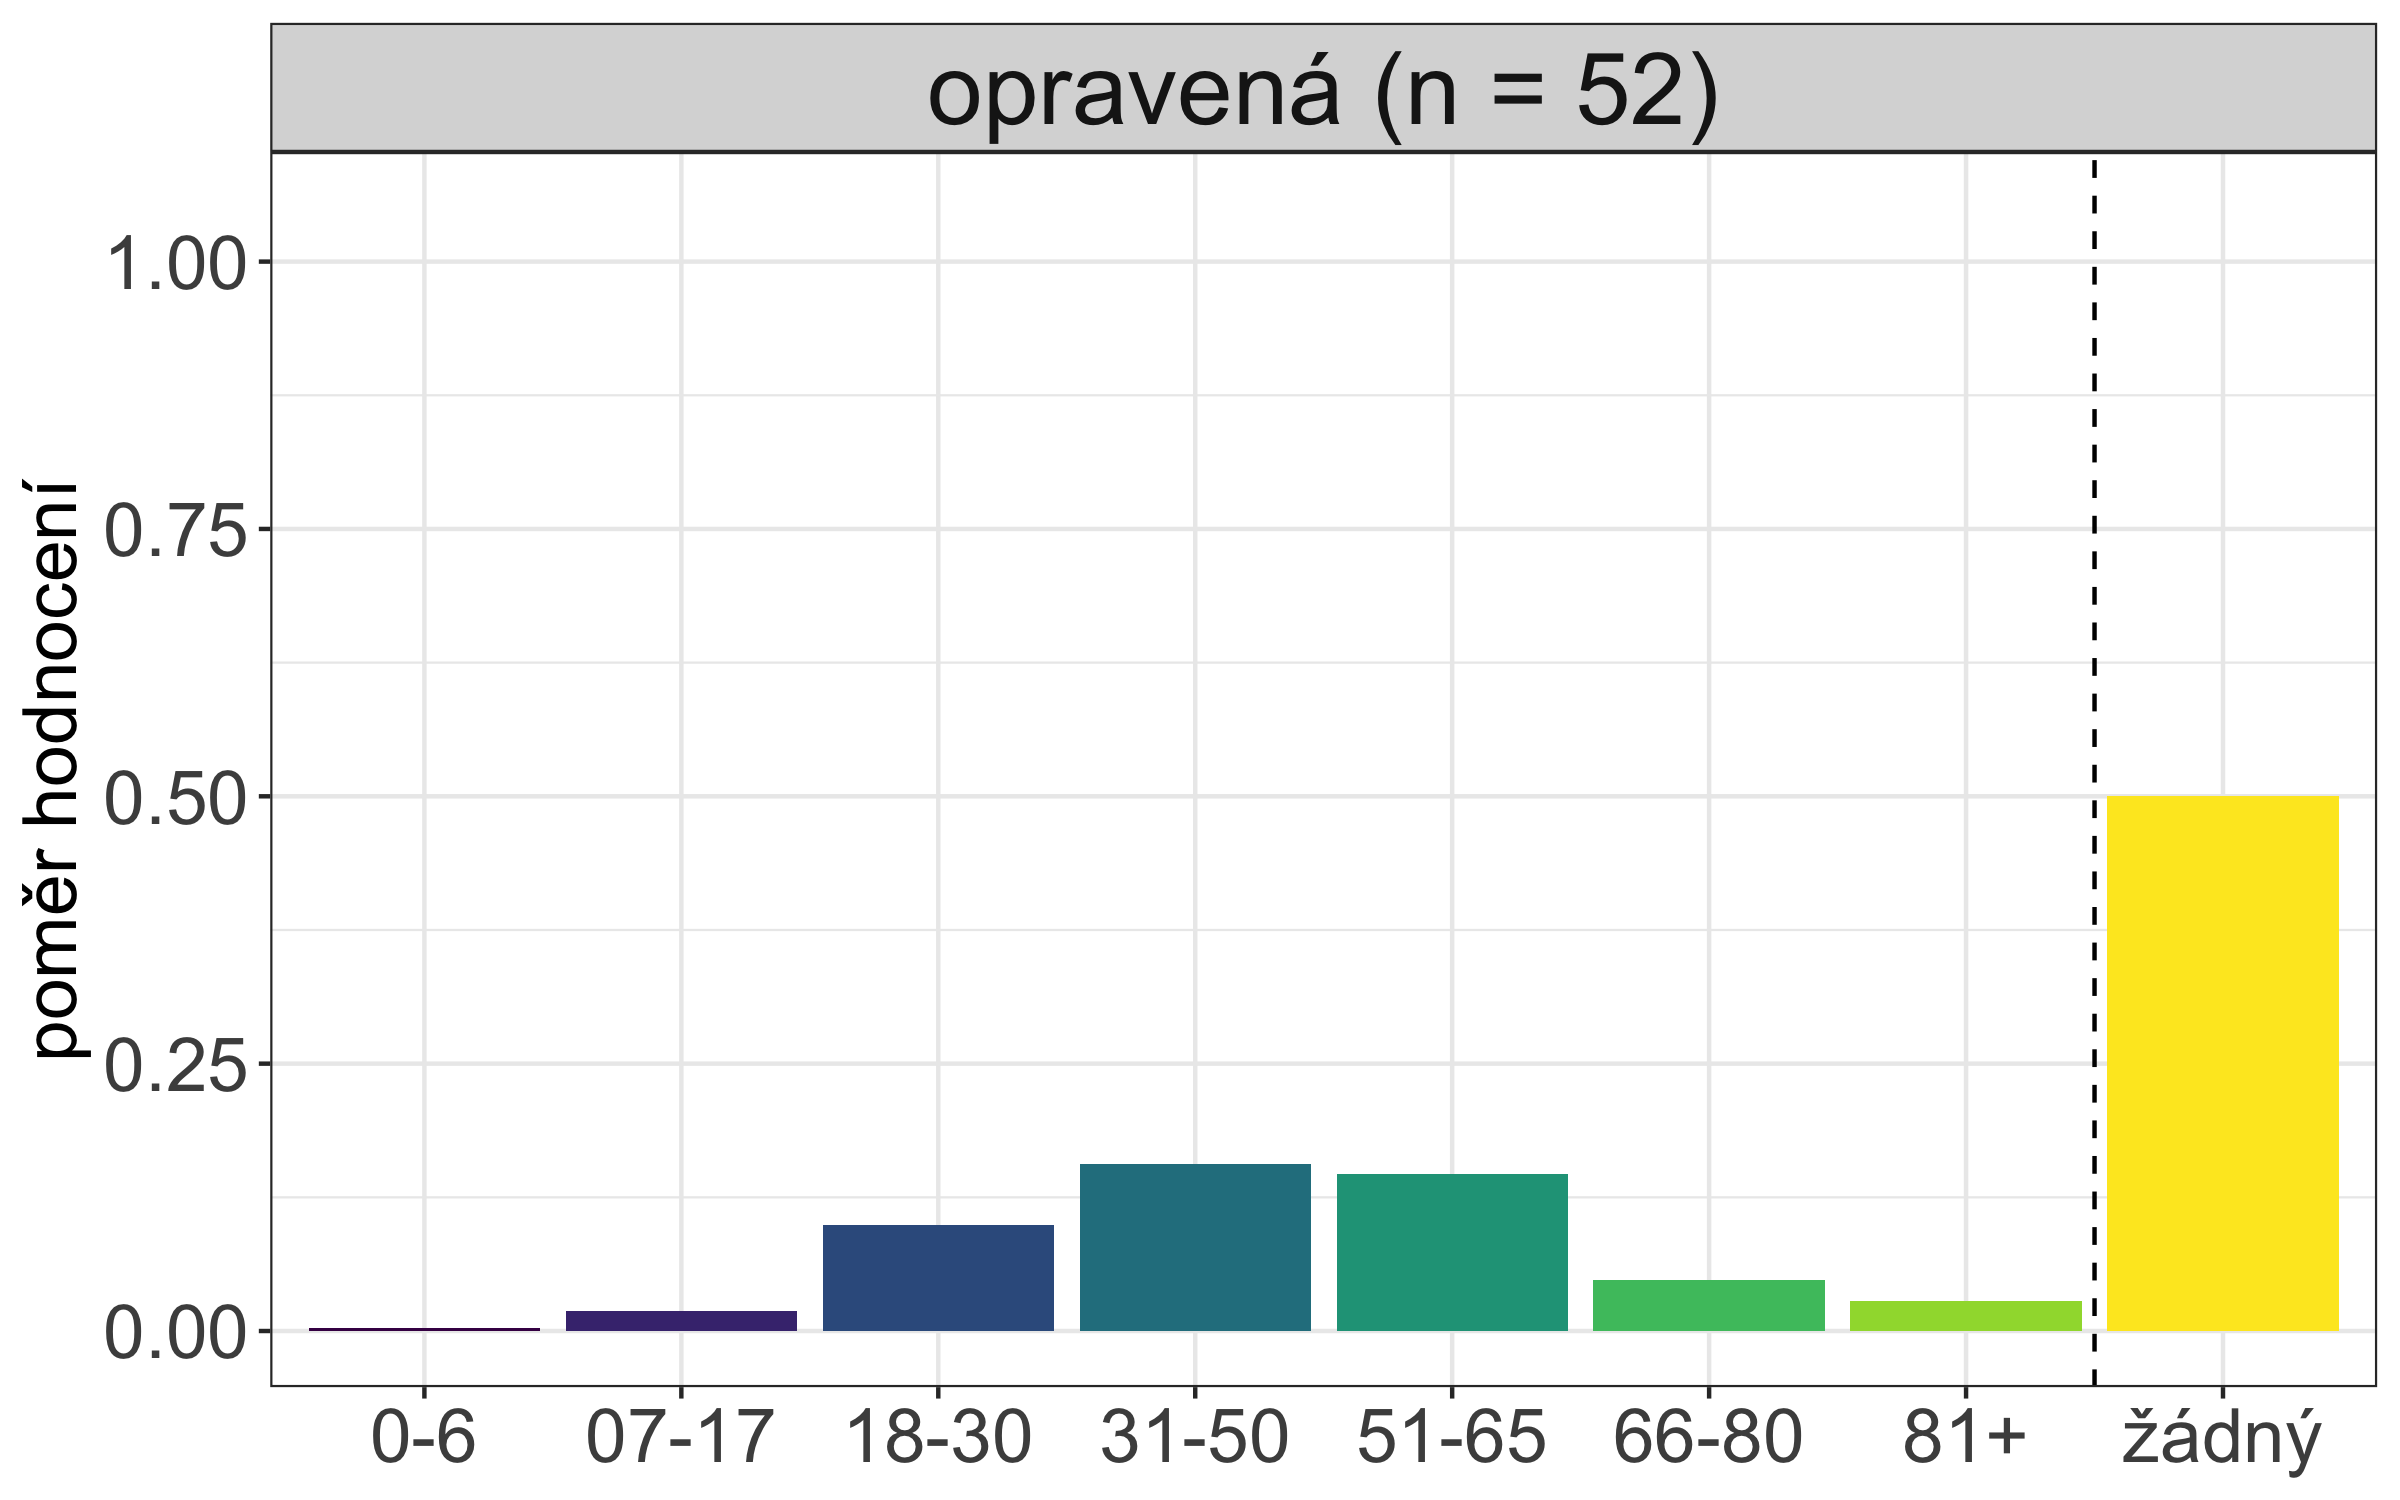 opravená (n = 52)
poměr hodnocení
1.00
0.75
0.50
0.25
0.00
0-6 07-17 18-30 31-50 51-65 66-80 81+ žádný